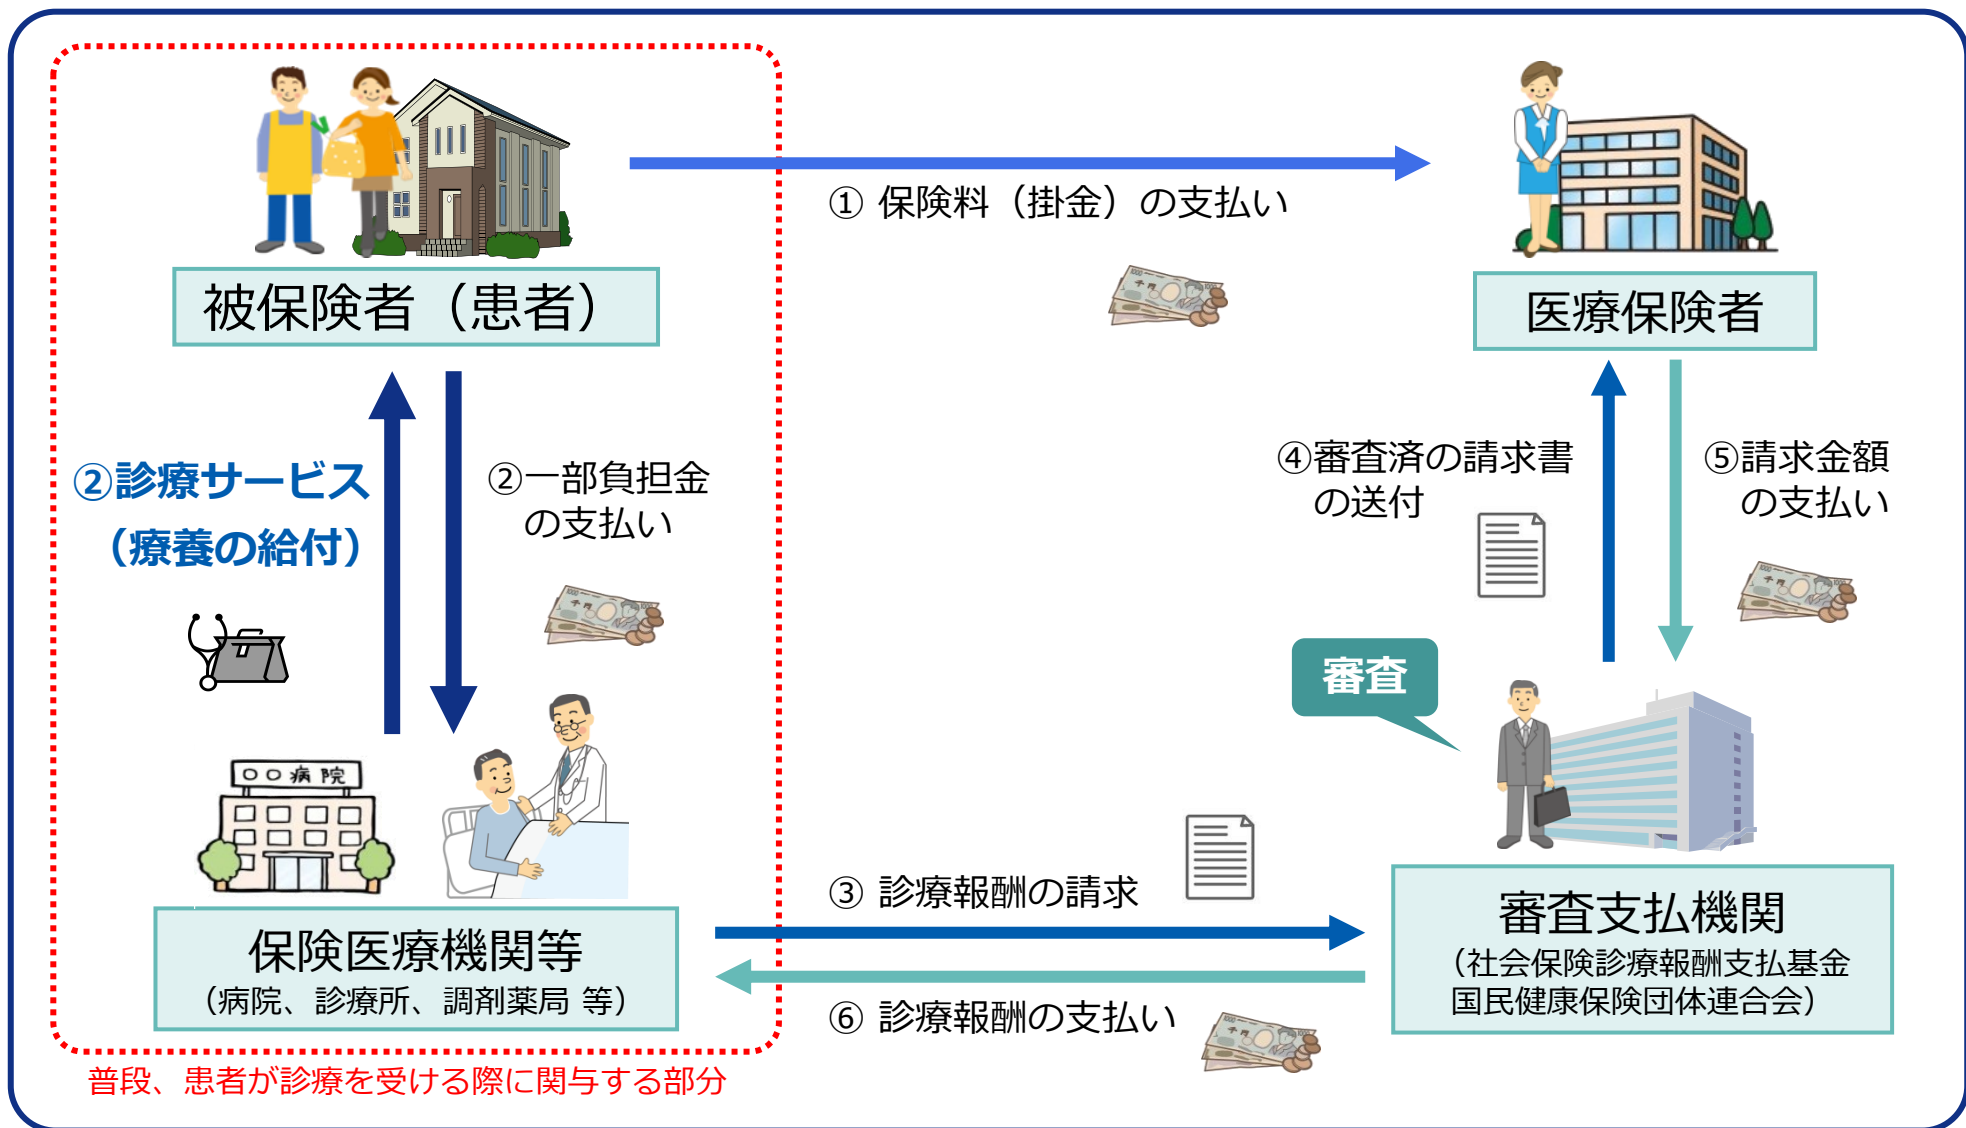 ① 保険料（掛金）の支払い
被保険者（患者）
医療保険者
②診療サービス
（療養の給付）
②一部負担金
の支払い
④審査済の請求書
の送付
⑤請求金額
の支払い
審査
〇〇病院
③ 診療報酬の請求
保険医療機関等
（病院、診療所、調剤薬局 等）
審査支払機関
（社会保険診療報酬支払基金
国民健康保険団体連合会）
⑥ 診療報酬の支払い
普段、患者が診療を受ける際に関与する部分